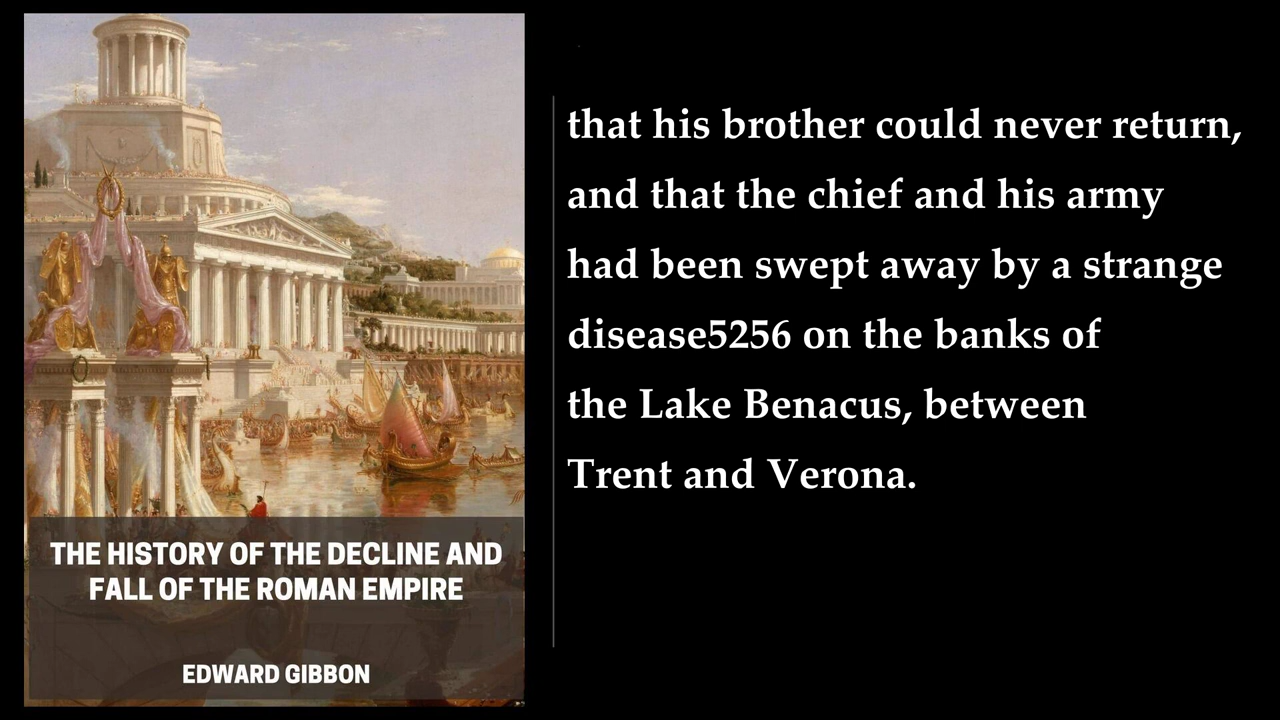 THE HISTORY OF THE DECLINE AND
FALL OF THE ROMAN EMPIRE
EDWARD GIBBON
that his brother could never return,
and that the chief and his army
had been swept away by a strange
disease5256 on the banks of
the Lake Benacus, between
Trent and Verona.